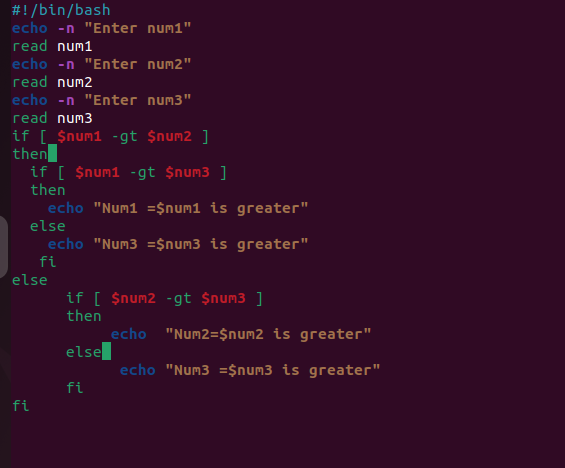 #!/bin/bash
echo -n "Enter num1"
read num1
echo -n "Enter num2"
read num2
echo -n "Enter num3"
read num3
if [ $num1 -gt $num2 ]
then
  if [ $num1 -gt $num3 ]
  then
    echo "Num1 =$num1 is greater"
  else
    echo "Num3 =$num3 is greater"
   fi
else
      if [ $num2 -gt $num3 ]
      then
           echo  "Num2=$num2 is greater"
      else
            echo "Num3 =$num3 is greater"
      fi
fi